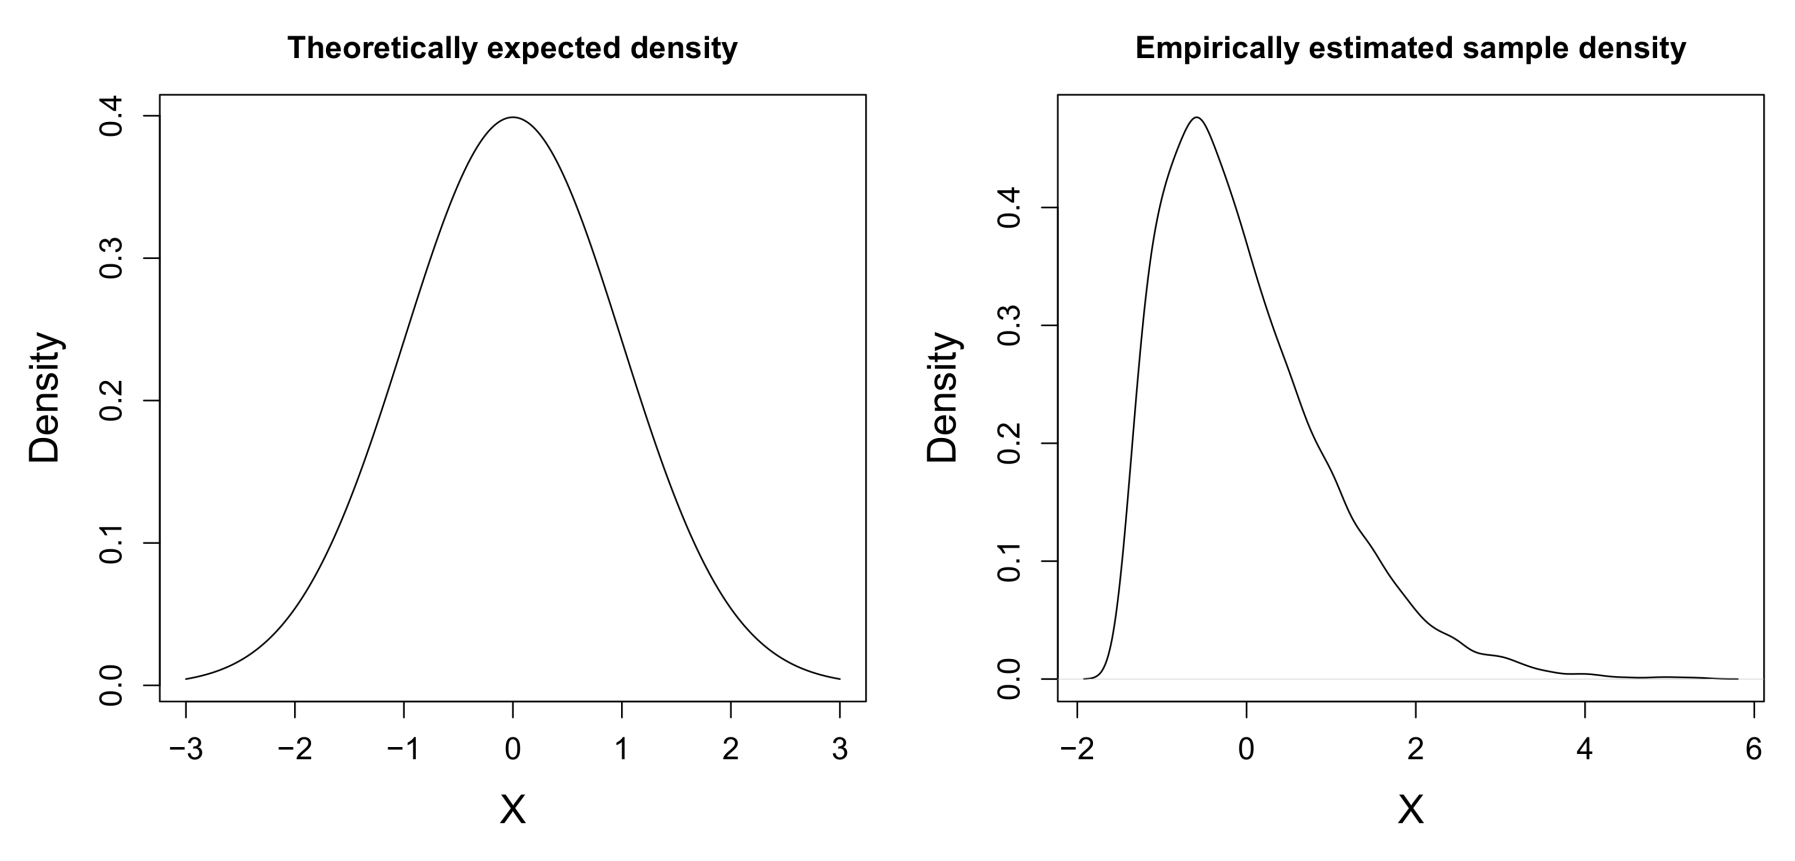 Theoretically expected density
Density
0.4
0.3
0.2
0.1
0.0
−3 −2 −1 0 1 2 3
X
Empirically estimated sample density
Density
0.4
0.3
0.2
0.1
0.0
−2 0 2 4 6
X